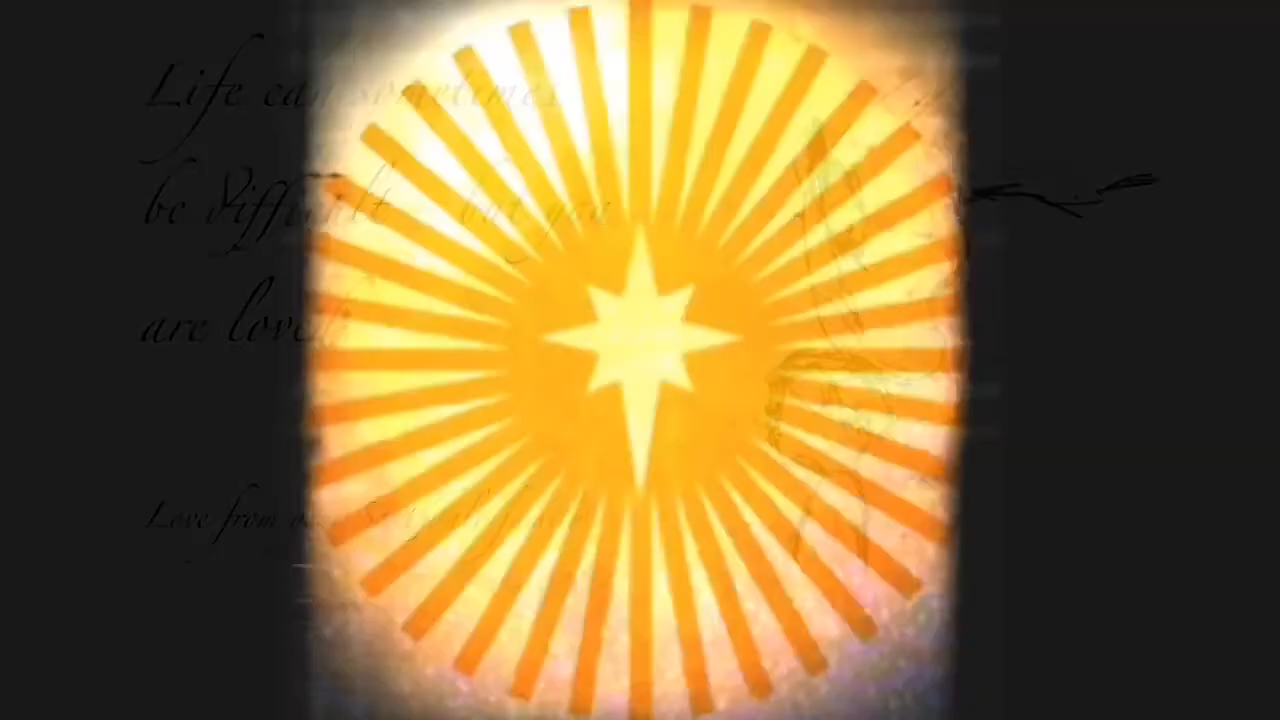 Life can sometimes
be difficult but you
are loved
Love from